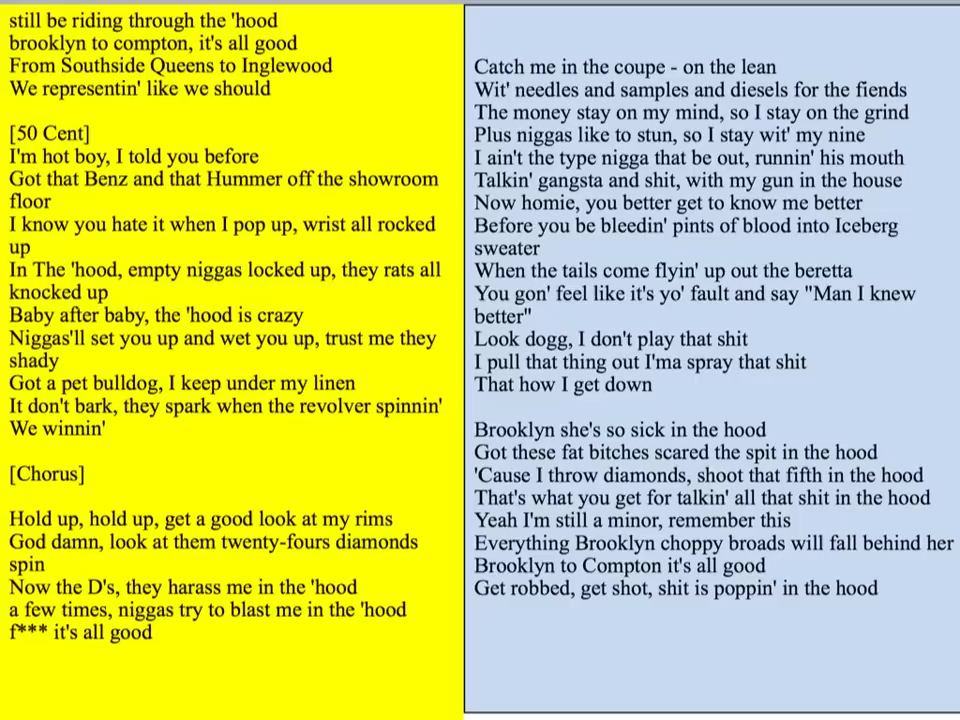 still be riding through the 'hood
brooklyn to compton, it's all good
From Southside Queens to Inglewood
We representin' like we should
[50 Cent]
I'm hot boy, I told you before
Got that Benz and that Hummer off the showroom
floor
I know you hate it when I pop up, wrist all rocked
up
In The 'hood, empty niggas locked up, they rats all
knocked up
Baby after baby, the 'hood is crazy
Niggas'll set you up and wet you up, trust me they
shady
Got a pet bulldog, I keep under my linen
It don't bark, they spark when the revolver spinnin'
We winnin'
[Chorus]
Hold up, hold up, get a good look at my rims
God damn, look at them twenty-fours diamonds
spin
Now the D's, they harass me in the 'hood
a few times, niggas try to blast me in the 'hood
f*** it's all good
Catch me in the coupe - on the lean
Wit' needles and samples and diesels for the fiends
The money stay on my mind, so I stay on the grind
Plus niggas like to stun, so I stay wit' my nine
I ain't the type nigga that be out, runnin' his mouth
Talkin' gangsta and shit, with my gun in the house
Now homie, you better get to know me better
Before you be bleedin' pints of blood into Iceberg
sweater
When the tails come flyin' up out the beretta
You gon' feel like it's yo' fault and say "Man I knew
better"
Look dogg, I don't play that shit
I pull that thing out I'ma spray that shit
That how I get down
Brooklyn she's so sick in the hood
Got these fat bitches scared the spit in the hood
'Cause I throw diamonds, shoot that fifth in the hood
That's what you get for talkin' all that shit in the hood
Yeah I'm still a minor, remember this
Everything Brooklyn choppy broads will fall behind her
Brooklyn to Compton it's all good
Get robbed, get shot, shit is poppin' in the hood